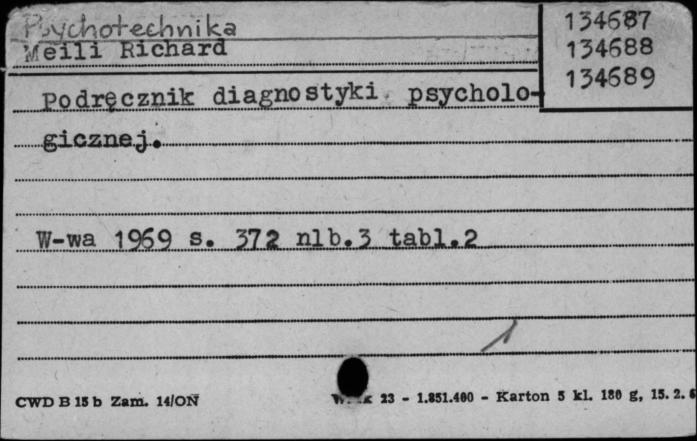 Psychotechnika
Meili Richard
134687
134688
134689
Podręcznik diagnostyki psycholo-
gicznej.
W-wa 1969 s. 372 nlb.3 tabl.2
CWD B 15 b Zam. 14/ON
23 - 1.851.400 - Karton 5 kl. 180 g, 15. 2. 6